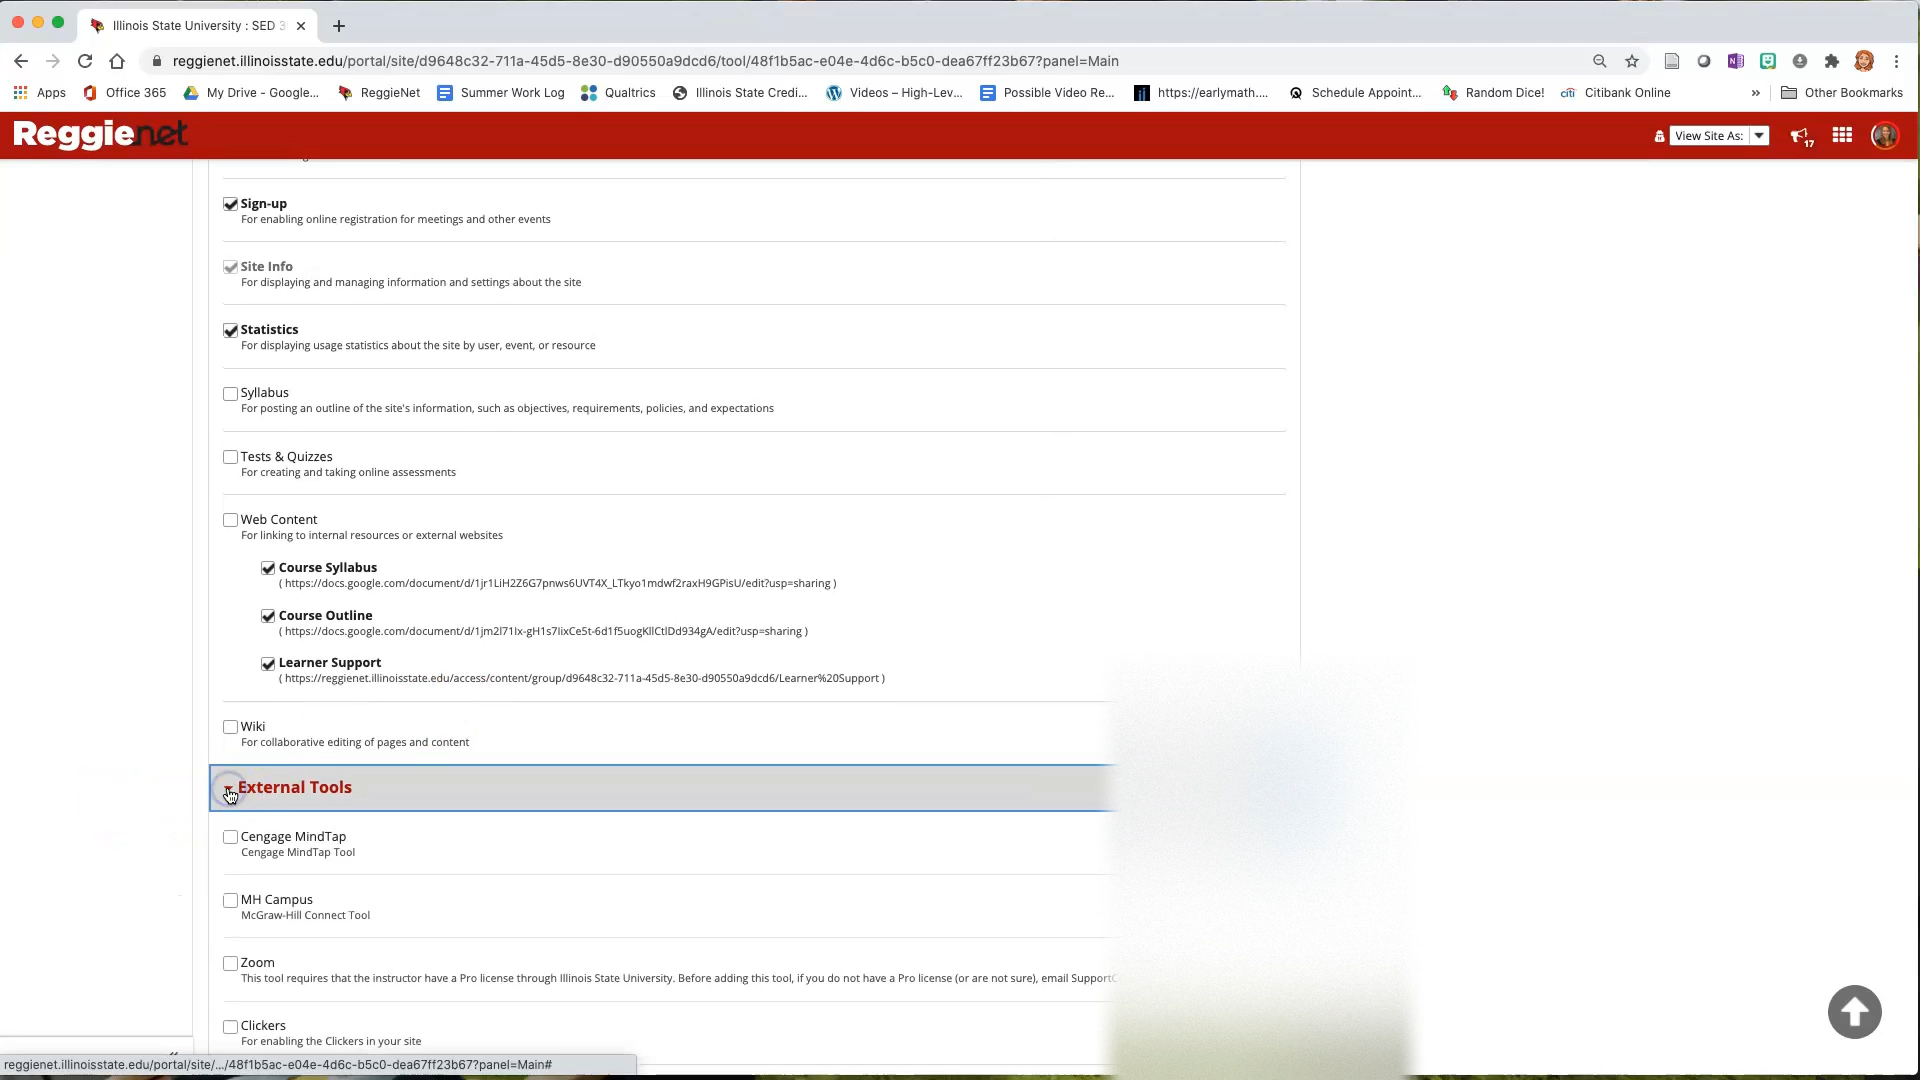 Illinois State University : SED 3
reggienet.illinoisstate.edu/portal/site/d9648c32-711a-45d5-8e30-d90550a9dcd6/tool/48f1b5ac-e04e-4d6c-b5c0-dea67ff23b67?panel=Main
Apps Office 365 My Drive - Google... ReggieNet Summer Work Log Qualtrics Illinois State Credi... Videos – High-Lev... Possible Video Re... https://earlymath.... Schedule Appoint... Random Dice! citi Citibank Online » Other Bookmarks
Reggienet View Site As: 17
Sign-up
For enabling online registration for meetings and other events
Site Info
For displaying and managing information and settings about the site
Statistics
For displaying usage statistics about the site by user, event, or resource
Syllabus
For posting an outline of the site's information, such as objectives, requirements, policies, and expectations
Tests & Quizzes
For creating and taking online assessments
Web Content
For linking to internal resources or external websites
Course Syllabus
( https://docs.google.com/document/d/1jr1LiH2Z6G7pnws6UVT4X_LTkyo1mdwf2raxH9GPisU/edit?usp=sharing )
Course Outline
( https://docs.google.com/document/d/1jm2l71Ix-gH1s7IixCe5t-6d1f5uogKllCtlDd934gA/edit?usp=sharing )
Learner Support
( https://reggienet.illinoisstate.edu/access/content/group/d9648c32-711a-45d5-8e30-d90550a9dcd6/Learner%20Support )
Wiki
For collaborative editing of pages and content
External Tools
Cengage MindTap
Cengage MindTap Tool
MH Campus
McGraw-Hill Connect Tool
Zoom
This tool requires that the instructor have a Pro license through Illinois State University. Before adding this tool, if you do not have a Pro license (or are not sure), email Support
Clickers
For enabling the Clickers in your site
reggienet.illinoisstate.edu/portal/site/.../48f1b5ac-e04e-4d6c-b5c0-dea67ff23b67?panel=Main#